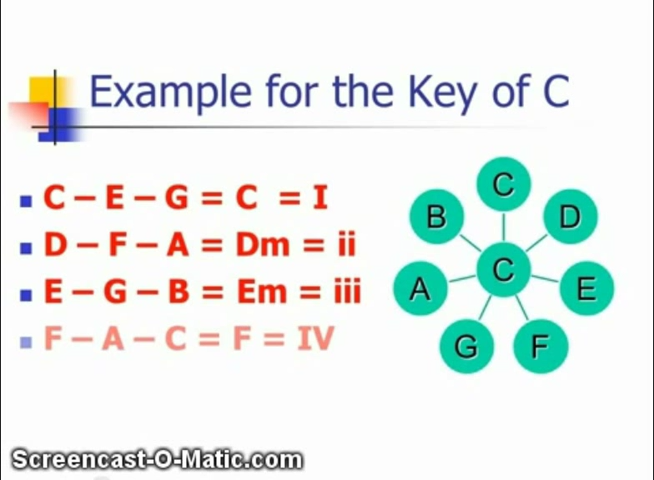 Example for the Key of C
C – E – G = C = I
D – F – A = Dm = ii
E – G – B = Em = iii
F – A – C = F = IV
C
B
D
C
A
E
G
F
Screencast-O-Matic.com